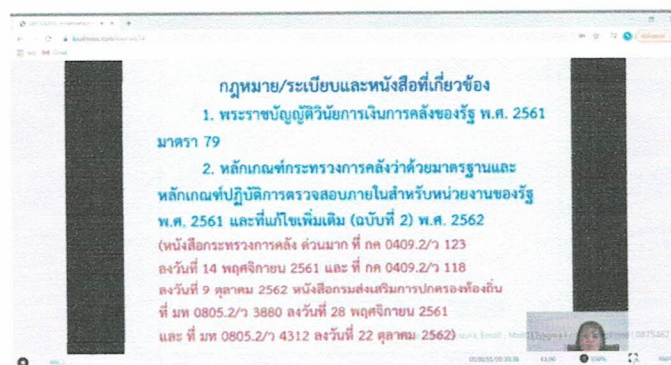 กฎหมาย/ระเบียบและหนังสือที่เกี่ยวข้อง
1. พระราชบัญญัติวินัยการเงินการคลังของรัฐ พ.ศ. 2561
มาตรา 79
2. หลักเกณฑ์กระทรวงการคลังว่าด้วยมาตรฐานและ
หลักเกณฑ์ปฏิบัติการตรวจสอบภายในสำหรับหน่วยงานของรัฐ
พ.ศ. 2561 และที่แก้ไขเพิ่มเติม (ฉบับที่ 2) พ.ศ. 2562
(หนังสือกระทรวงการคลัง ด่วนมาก ที่ กค 0409.2/ว 123
ลงวันที่ 14 พฤศจิกายน 2561 และ ที่ กค 0409.2/ว 118
ลงวันที่ 9 ตุลาคม 2562 หนังสือกรมส่งเสริมการปกครองท้องถิ่น
ที่ มท 0805.2/ว 3880 ลงวันที่ 28 พฤศจิกายน 2561
และ ที่ มท 0805.2/ว 4312 ลงวันที่ 22 ตุลาคม 2562)